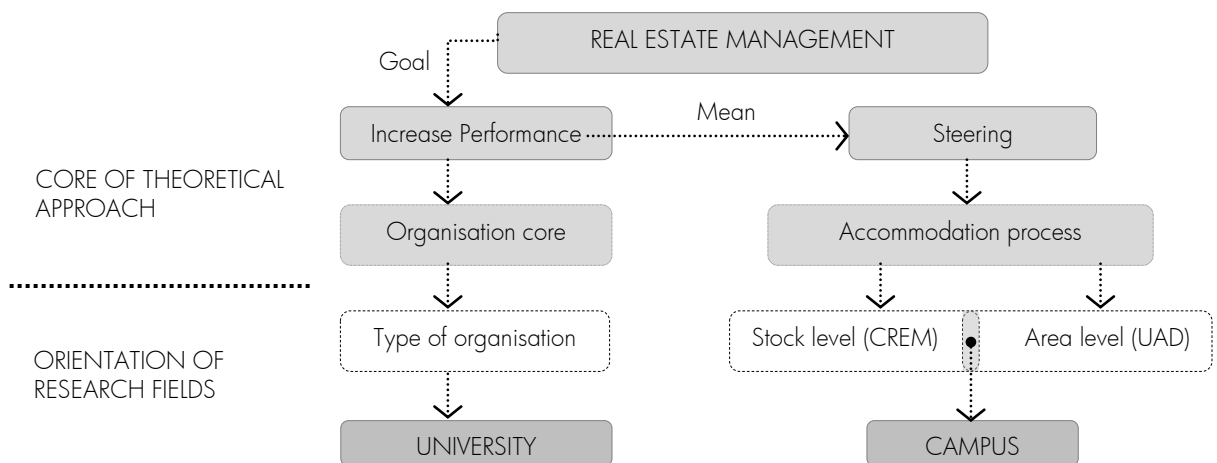 REAL ESTATE MANAGEMENT
Goal
Mean
Increase Performance
Steering
CORE OF THEORETICAL
APPROACH
Organisation core
Accommodation process
Type of organisation
Stock level (CREM)
Area level (UAD)
ORIENTATION OF
RESEARCH FIELDS
UNIVERSITY
CAMPUS